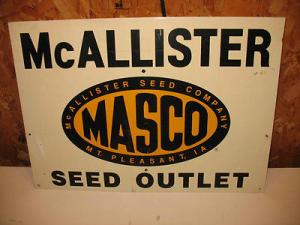 McALLISTER
McALLISTER SEED COMPANY
MASCO
MT. PLEASANT, IA
SEED OUTLET